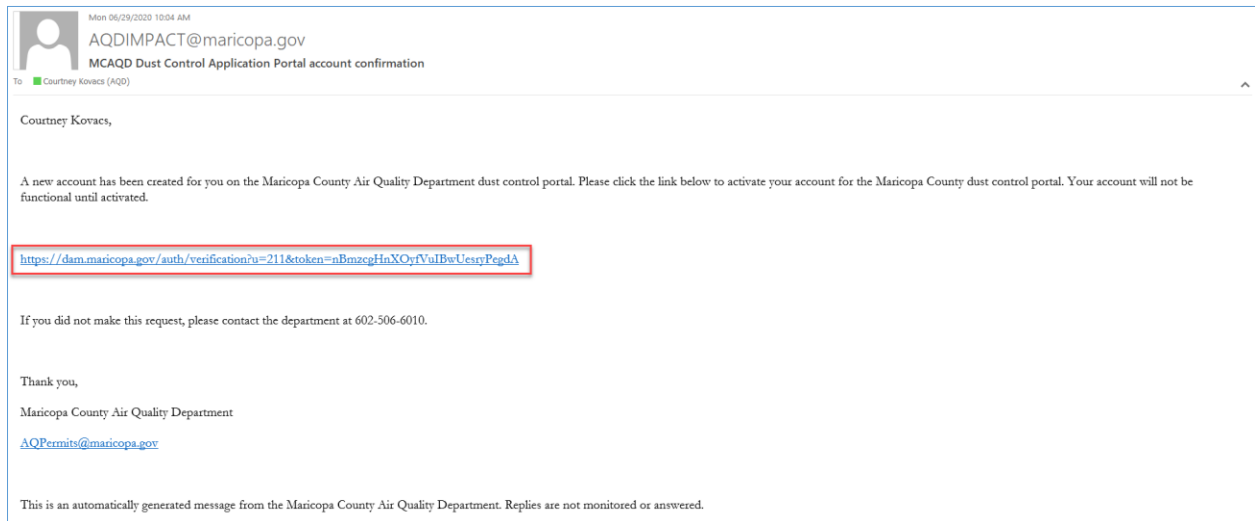 Mon 06/29/2020 10:04 AM
AQDIMPACT@maricopa.gov
MCAQD Dust Control Application Portal account confirmation
To Courtney Kovacs (AQD)
Courtney Kovacs,
A new account has been created for you on the Maricopa County Air Quality Department dust control portal. Please click the link below to activate your account for the Maricopa County dust control portal. Your account will not be
functional until activated.
https://dam.maricopa.gov/auth/verification?u=211&token=nBmzcgHnXOyfVuIBwUesryPegdA
If you did not make this request, please contact the department at 602-506-6010.
Thank you,
Maricopa County Air Quality Department
AQPermits@maricopa.gov
This is an automatically generated message from the Maricopa County Air Quality Department. Replies are not monitored or answered.